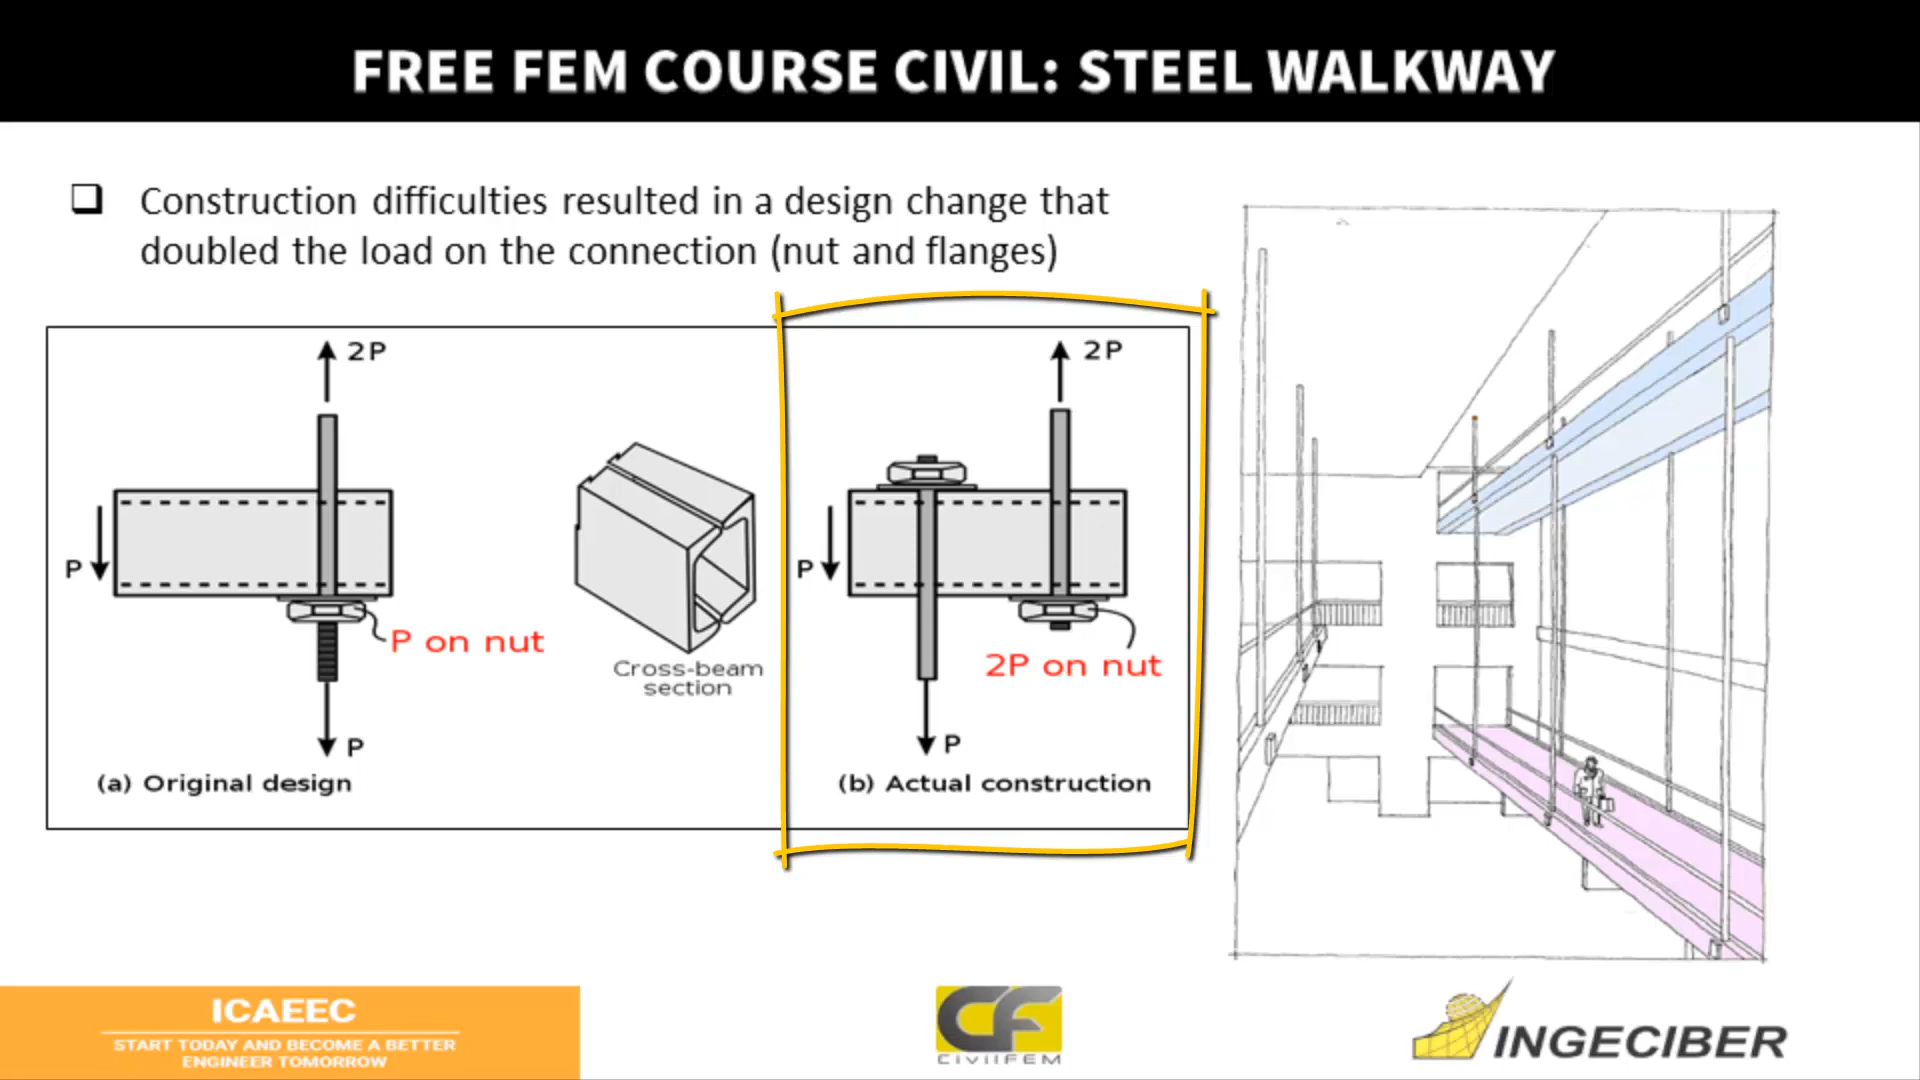 FREE FEM COURSE CIVIL: STEEL WALKWAY
Construction difficulties resulted in a design change that
doubled the load on the connection (nut and flanges)
2P
P
P on nut
P
(a) Original design
Cross-beam
section
2P
P
2P on nut
P
(b) Actual construction
ICAEEC
START TODAY AND BECOME A BETTER
ENGINEER TOMORROW
CF
CIVILFEM
INGECIBER